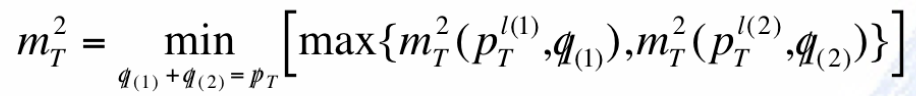 m_T^2 = min_{q̸_(1) + q̸_(2) = p̸_T} [max{m_T^2(p_T^{l(1)}, q̸_(1)), m_T^2(p_T^{l(2)}, q̸_(2))}]